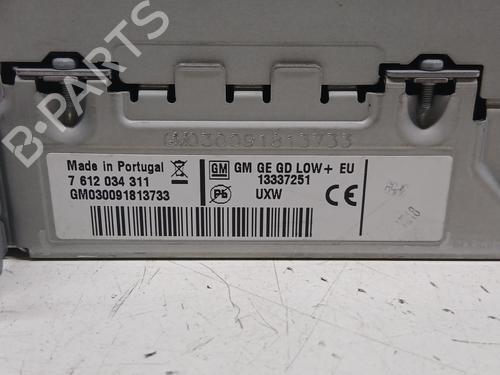 B-PARTS
GM030091813733
Made in Portugal
7 612 034 311
GM030091813733
GM
GM GE GD LOW+ EU
13337251
Pb
UXW